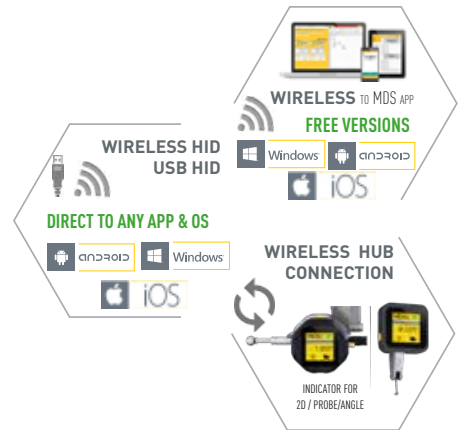 WIRELESS TO MDS APP
FREE VERSIONS
Windows
ANDROID
iOS
WIRELESS HID
USB HID
DIRECT TO ANY APP & OS
ANDROID
Windows
iOS
WIRELESS HUB
CONNECTION
INDICATOR FOR
2D / PROBE/ANGLE